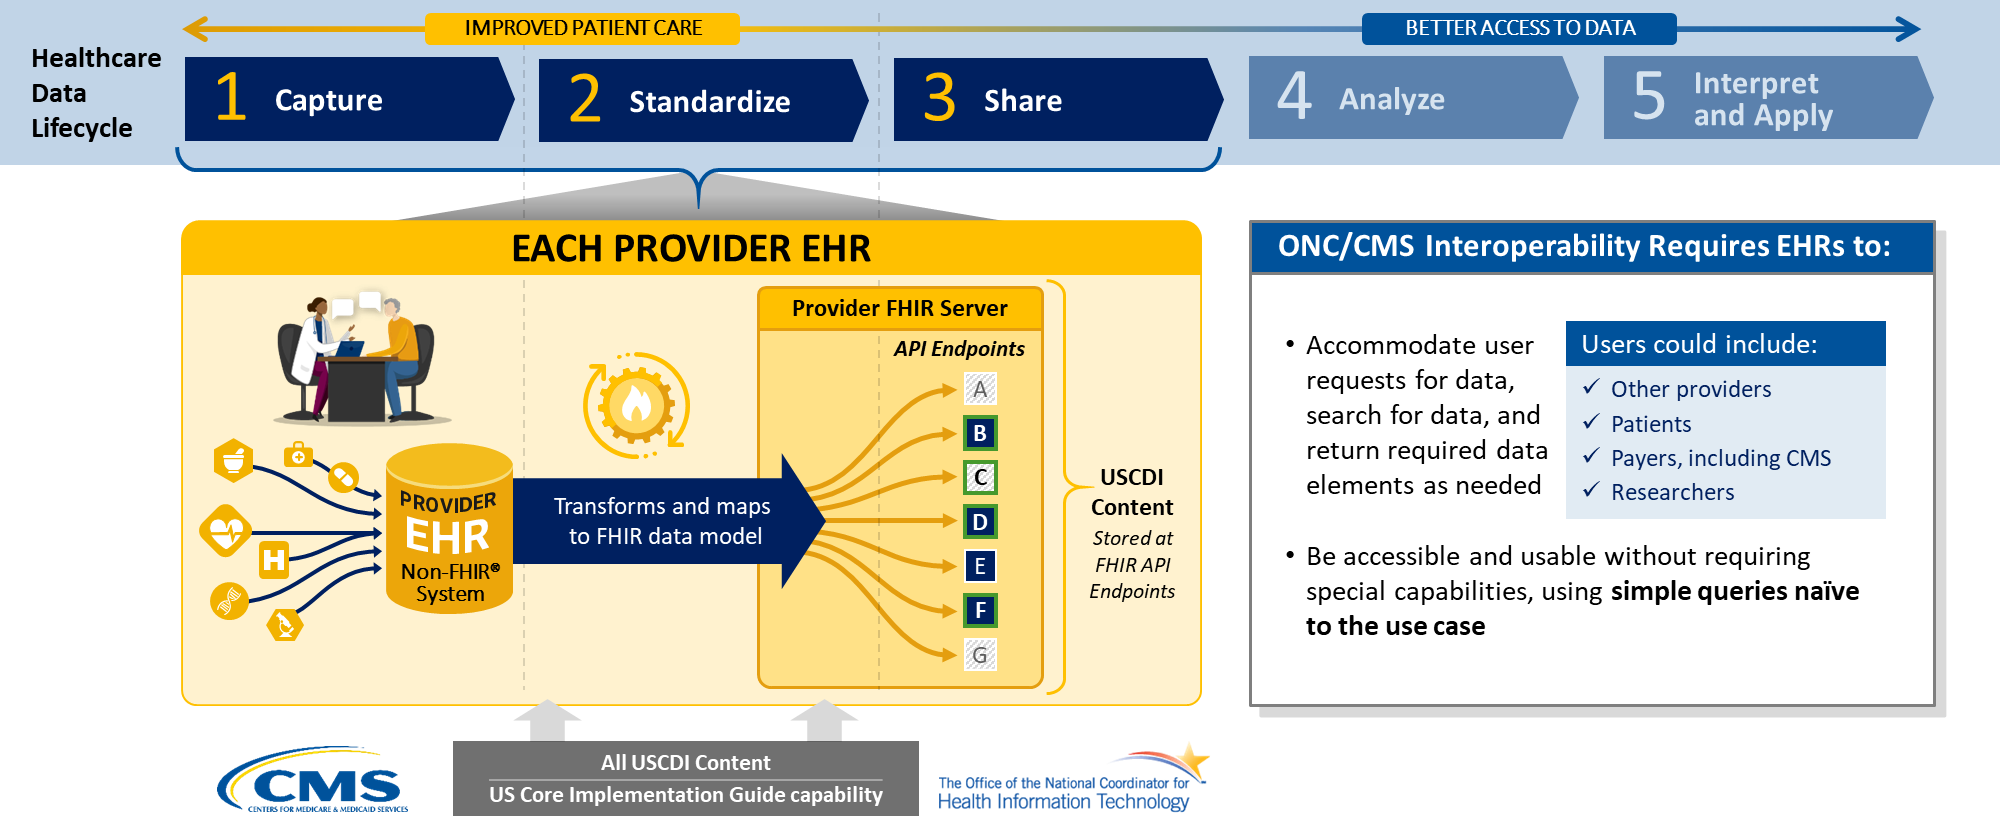 IMPROVED PATIENT CARE
BETTER ACCESS TO DATA
Healthcare
Data
Lifecycle
1 Capture
2 Standardize
3 Share
4 Analyze
5 Interpret
and Apply
EACH PROVIDER EHR
Provider FHIR Server
API Endpoints
A
B
C
D
E
F
G
PROVIDER
EHR
Non-FHIR®
System
H
Transforms and maps
to FHIR data model
USCDI
Content
Stored at
FHIR API
Endpoints
ONC/CMS Interoperability Requires EHRs to:
• Accommodate user
requests for data,
search for data, and
return required data
elements as needed
Users could include:
✓ Other providers
✓ Patients
✓ Payers, including CMS
✓ Researchers
• Be accessible and usable without requiring
special capabilities, using simple queries naïve
to the use case
CMS
CENTERS FOR MEDICARE & MEDICAID SERVICES
All USCDI Content
US Core Implementation Guide capability
The Office of the National Coordinator for
Health Information Technology